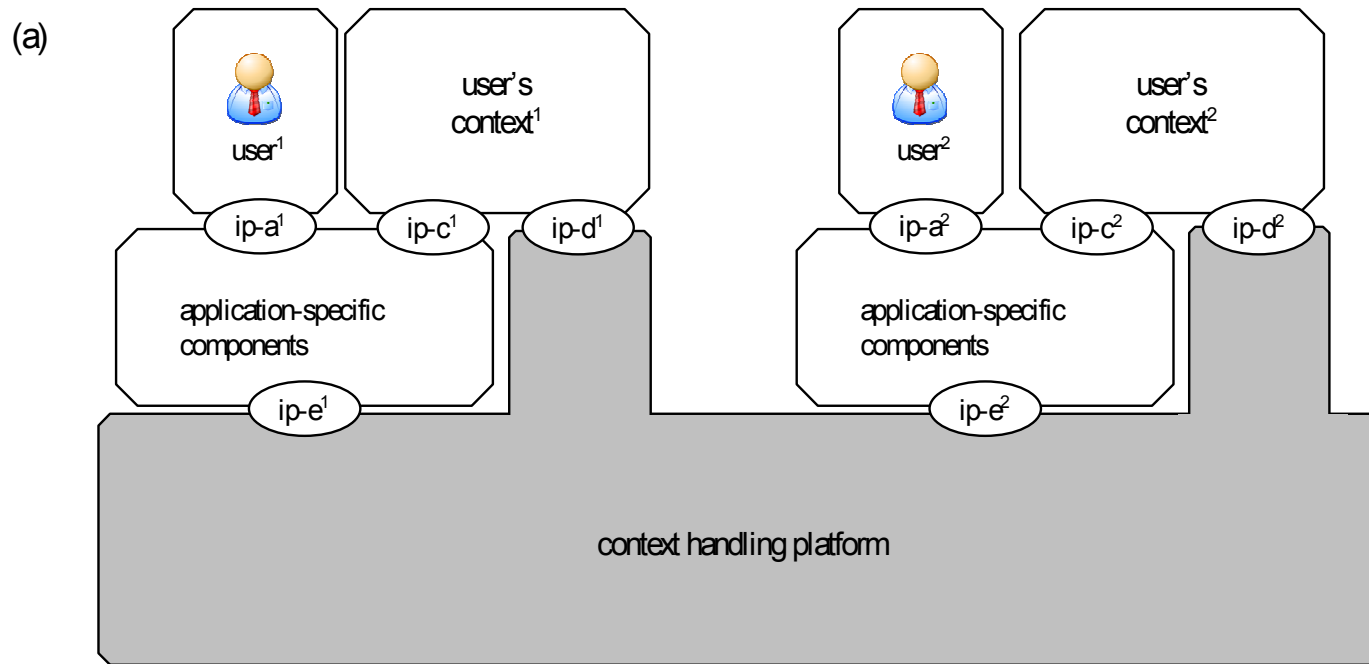 (a)
user¹
user's
context¹
user²
user's
context²
ip-a¹
ip-c¹
ip-d¹
ip-a²
ip-c²
ip-d²
application-specific
components
application-specific
components
ip-e¹
ip-e²
context handling platform